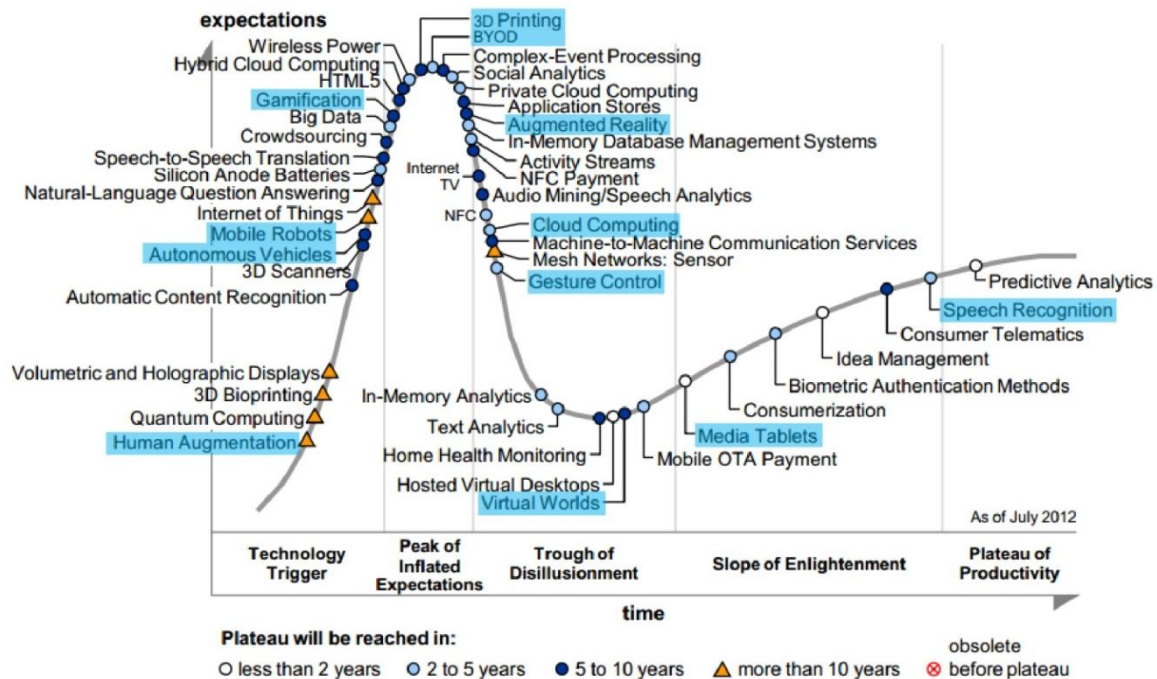 expectations
3D Printing
BYOD
Wireless Power
Complex-Event Processing
Hybrid Cloud Computing
Social Analytics
HTML5
Private Cloud Computing
Gamification
Application Stores
Big Data
Augmented Reality
Crowdsourcing
In-Memory Database Management Systems
Speech-to-Speech Translation
Activity Streams
Silicon Anode Batteries
Internet
TV
NFC Payment
Natural-Language Question Answering
Audio Mining/Speech Analytics
Internet of Things
NFC
Mobile Robots
Cloud Computing
Autonomous Vehicles
Machine-to-Machine Communication Services
3D Scanners
Mesh Networks: Sensor
Automatic Content Recognition
Gesture Control
Predictive Analytics
Speech Recognition
Consumer Telematics
Idea Management
Volumetric and Holographic Displays
Biometric Authentication Methods
3D Bioprinting
In-Memory Analytics
Consumerization
Quantum Computing
Text Analytics
Media Tablets
Human Augmentation
Home Health Monitoring
Mobile OTA Payment
Hosted Virtual Desktops
Virtual Worlds
As of July 2012
Technology
Trigger
Peak of
Inflated
Expectations
Trough of
Disillusionment
Slope of Enlightenment
Plateau of
Productivity
time
Plateau will be reached in:
less than 2 years
2 to 5 years
5 to 10 years
more than 10 years
obsolete
before plateau